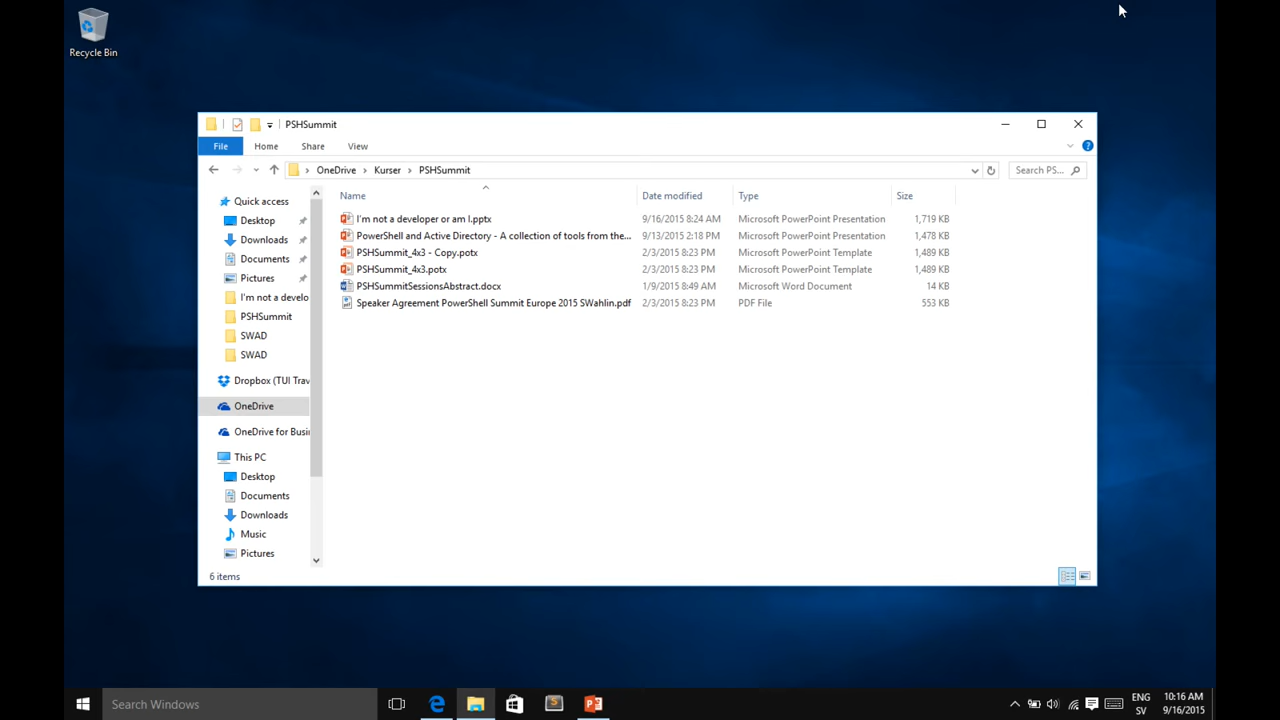 Recycle Bin
PSHSummit
File Home Share View
OneDrive Kurser PSHSummit Search PS...
Name Date modified Type Size
I'm not a developer or am I.pptx 9/16/2015 8:24 AM Microsoft PowerPoint Presentation 1,719 KB
PowerShell and Active Directory - A collection of tools from the... 9/13/2015 2:18 PM Microsoft PowerPoint Presentation 1,478 KB
PSHSummit_4x3 - Copy.potx 2/3/2015 8:23 PM Microsoft PowerPoint Template 1,489 KB
PSHSummit_4x3.potx 2/3/2015 8:23 PM Microsoft PowerPoint Template 1,489 KB
PSHSummitSessionsAbstract.docx 1/9/2015 8:49 AM Microsoft Word Document 14 KB
Speaker Agreement PowerShell Summit Europe 2015 SWahlin.pdf 2/3/2015 8:23 PM PDF File 553 KB
Quick access
Desktop
Downloads
Documents
Pictures
I'm not a develo
PSHSummit
SWAD
SWAD
Dropbox (TUI Trav
OneDrive
OneDrive for Busi
This PC
Desktop
Documents
Downloads
Music
Pictures
6 items
Search Windows
ENG
SV
10:16 AM
9/16/2015